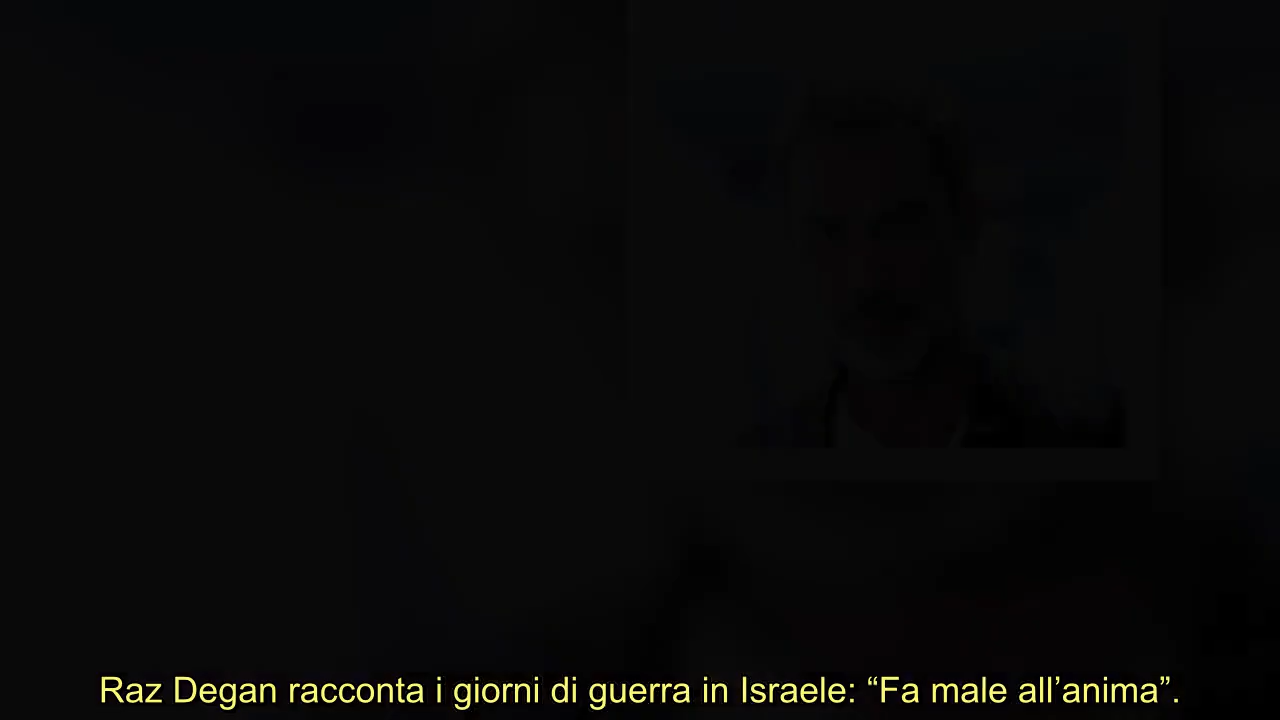 Raz Degan racconta i giorni di guerra in Israele: “Fa male all’anima”.